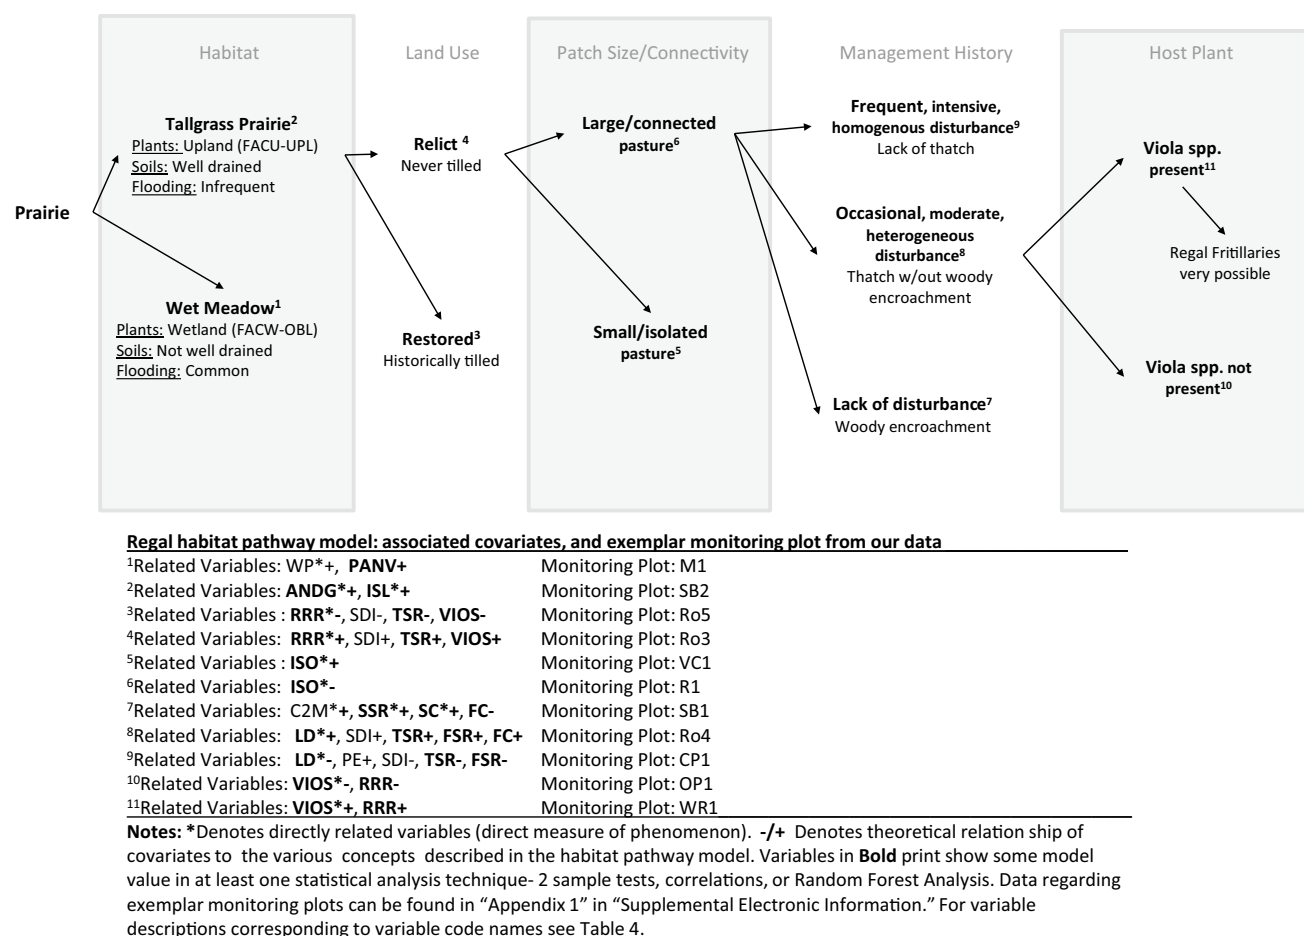 Habitat
Land Use
Patch Size/Connectivity
Management History
Host Plant
Prairie
Tallgrass Prairie²
Plants: Upland (FACU-UPL)
Soils: Well drained
Flooding: Infrequent
Wet Meadow¹
Plants: Wetland (FACW-OBL)
Soils: Not well drained
Flooding: Common
Relict ⁴
Never tilled
Restored³
Historically tilled
Large/connected
pasture⁶
Small/isolated
pasture⁵
Frequent, intensive,
homogenous disturbance⁹
Lack of thatch
Occasional, moderate,
heterogeneous
disturbance⁸
Thatch w/out woody
encroachment
Lack of disturbance⁷
Woody encroachment
Viola spp.
present¹¹
Regal Fritillaries
very possible
Viola spp. not
present¹⁰
Regal habitat pathway model: associated covariates, and exemplar monitoring plot from our data
¹Related Variables: WP*+, PANV+ Monitoring Plot: M1
²Related Variables: ANDG*+, ISL*+ Monitoring Plot: SB2
³Related Variables : RRR*-, SDI-, TSR-, VIOS- Monitoring Plot: Ro5
⁴Related Variables: RRR*+, SDI+, TSR+, VIOS+ Monitoring Plot: Ro3
⁵Related Variables : ISO*+ Monitoring Plot: VC1
⁶Related Variables: ISO*- Monitoring Plot: R1
⁷Related Variables: C2M*+, SSR*+, SC*+, FC- Monitoring Plot: SB1
⁸Related Variables: LD*+, SDI+, TSR+, FSR+, FC+ Monitoring Plot: Ro4
⁹Related Variables: LD*-, PE+, SDI-, TSR-, FSR- Monitoring Plot: CP1
¹⁰Related Variables: VIOS*-, RRR- Monitoring Plot: OP1
¹¹Related Variables: VIOS*+, RRR+ Monitoring Plot: WR1
Notes: *Denotes directly related variables (direct measure of phenomenon). -/+ Denotes theoretical relation ship of
covariates to the various concepts described in the habitat pathway model. Variables in Bold print show some model
value in at least one statistical analysis technique- 2 sample tests, correlations, or Random Forest Analysis. Data regarding
exemplar monitoring plots can be found in “Appendix 1” in “Supplemental Electronic Information.” For variable
descriptions corresponding to variable code names see Table 4.